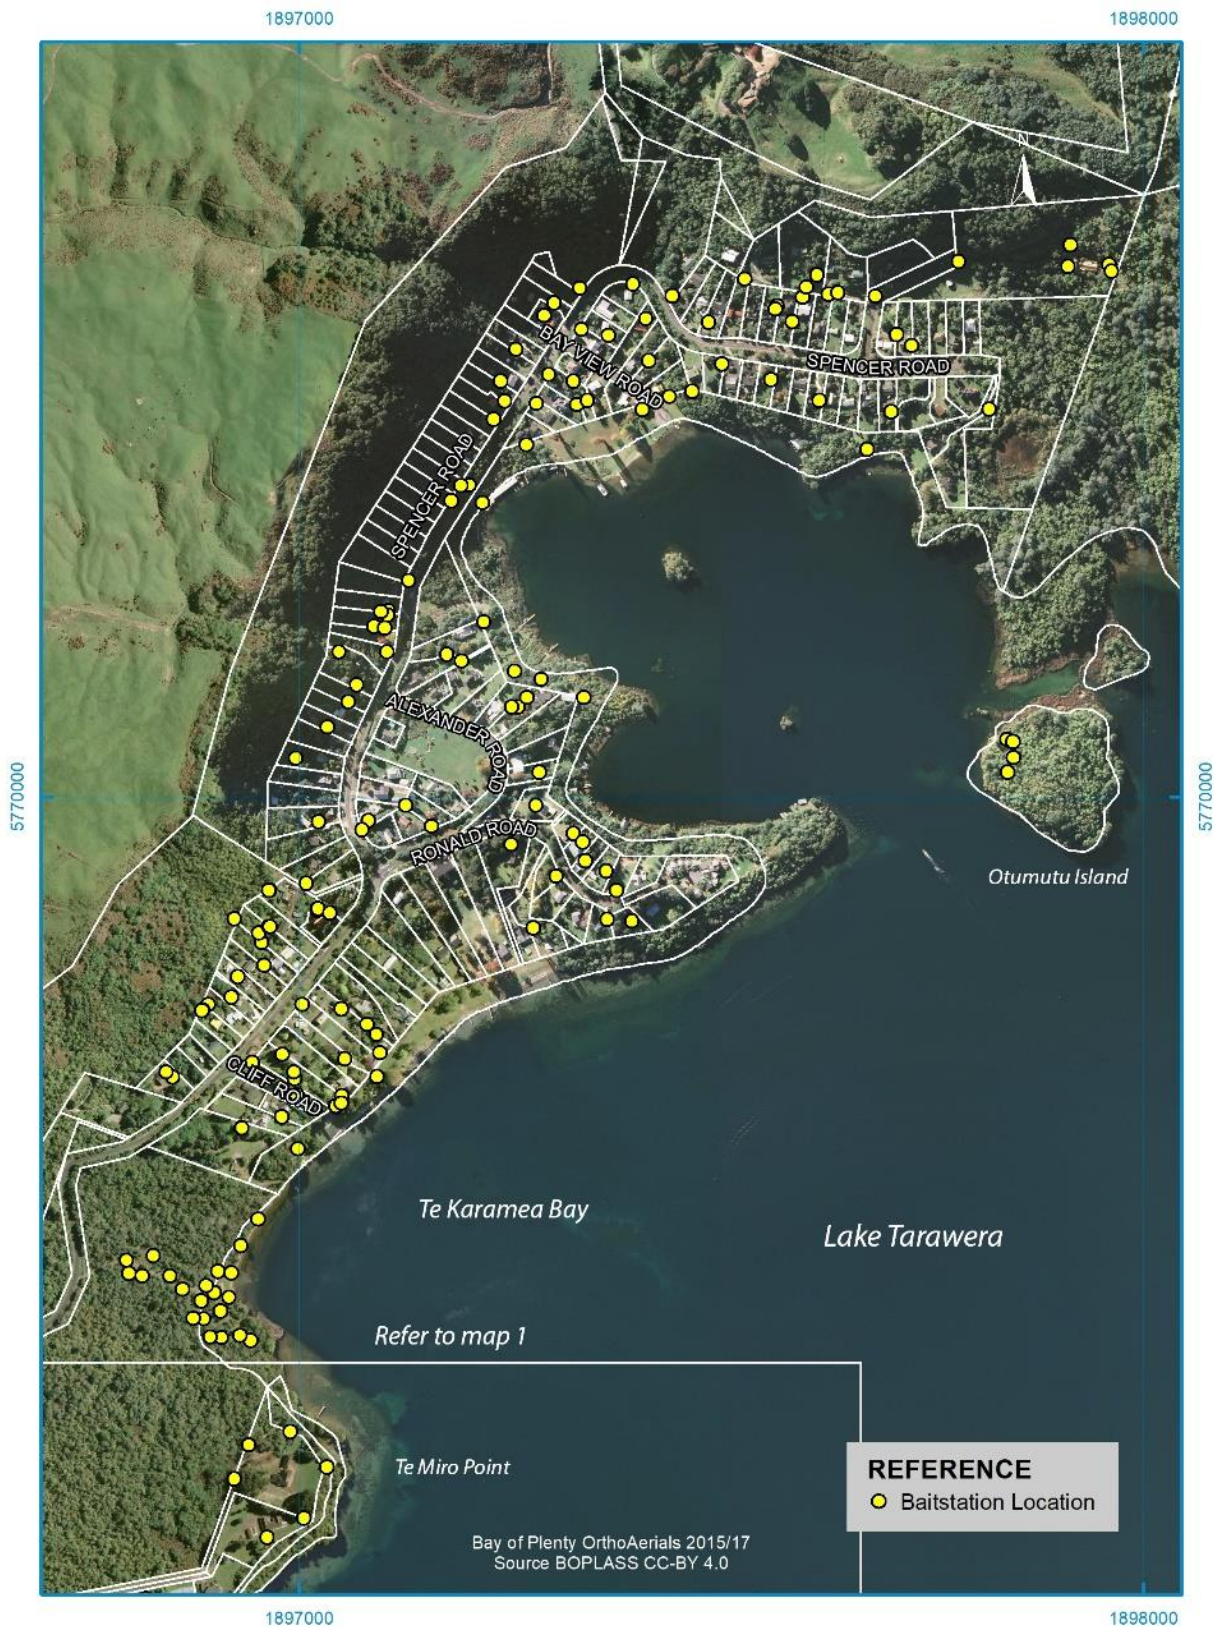 1897000
1898000
N
BAY VIEW ROAD
SPENCER ROAD
SPENCER ROAD
ALEXANDER ROAD
5770000
5770000
RONALD ROAD
Otumutu Island
CLIFF ROAD
Te Karamea Bay
Lake Tarawera
Refer to map 1
Te Miro Point
REFERENCE
Baitstation Location
Bay of Plenty OrthoAerials 2015/17
Source BOPLASS CC-BY 4.0
1897000
1898000